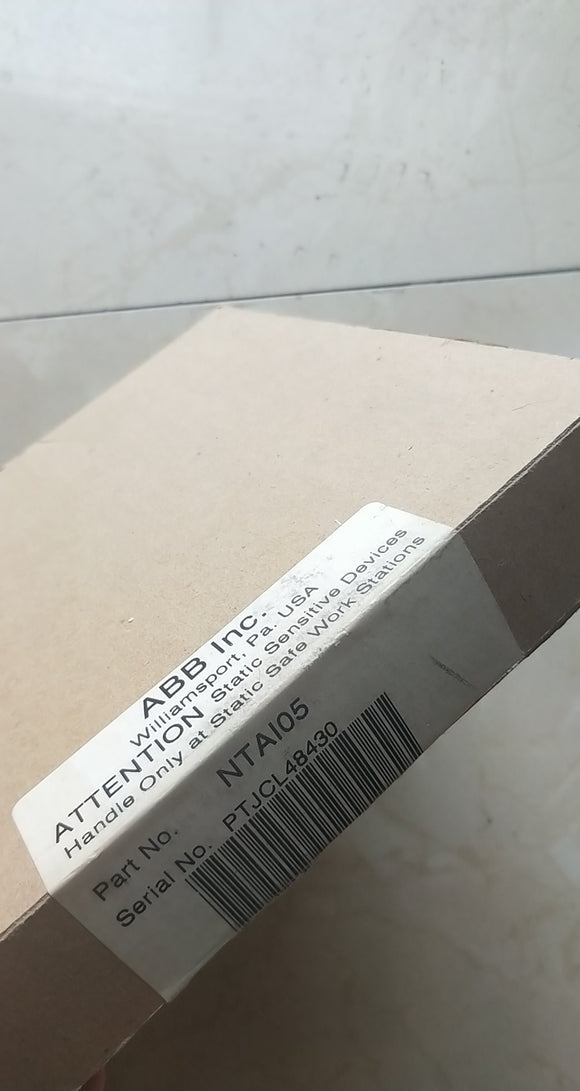 ABB Inc.
Williamsport, Pa. USA
ATTENTION Static Sensitive Devices
Handle Only at Static Safe Work Stations
Part No. NTAI05
Serial No. PTJCL48430